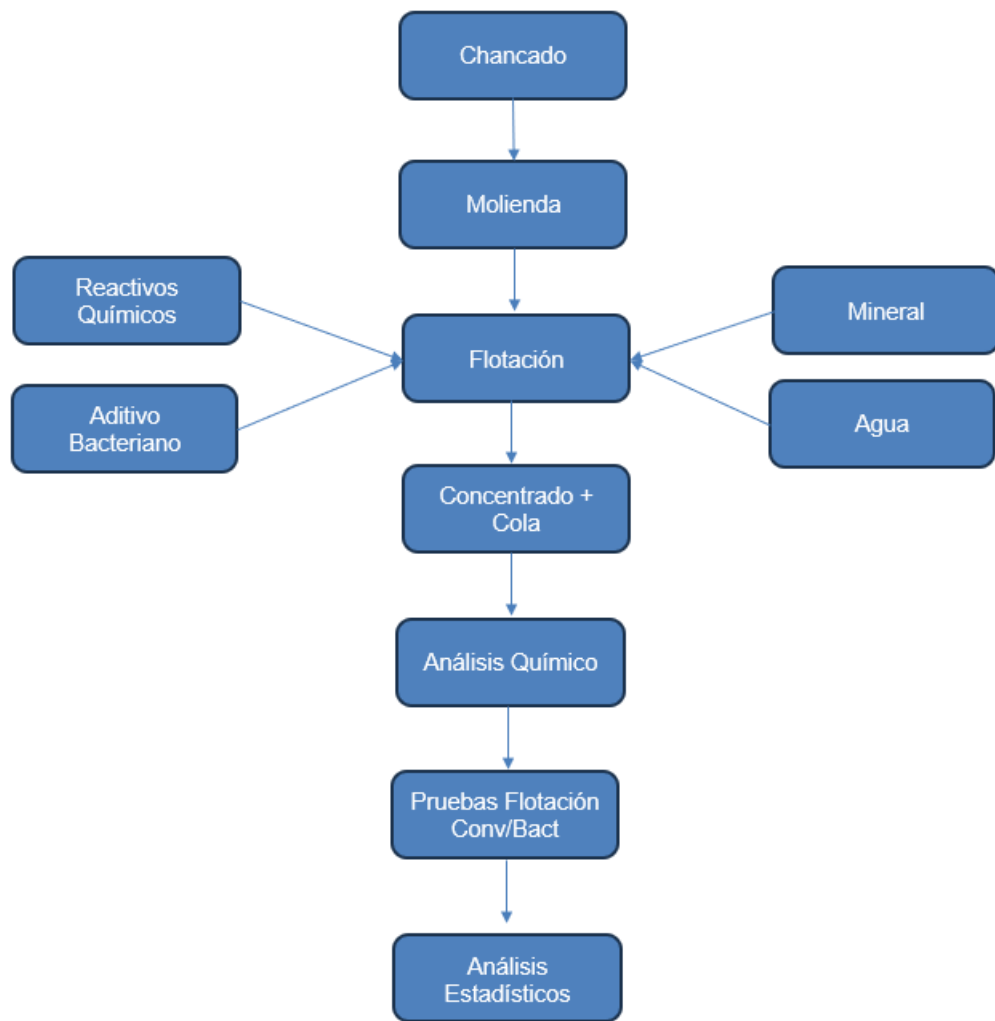 Chancado
Molienda
Reactivos
Químicos
Mineral
Flotación
Aditivo
Bacteriano
Agua
Concentrado +
Cola
Análisis Químico
Pruebas Flotación
Conv/Bact
Análisis
Estadísticos